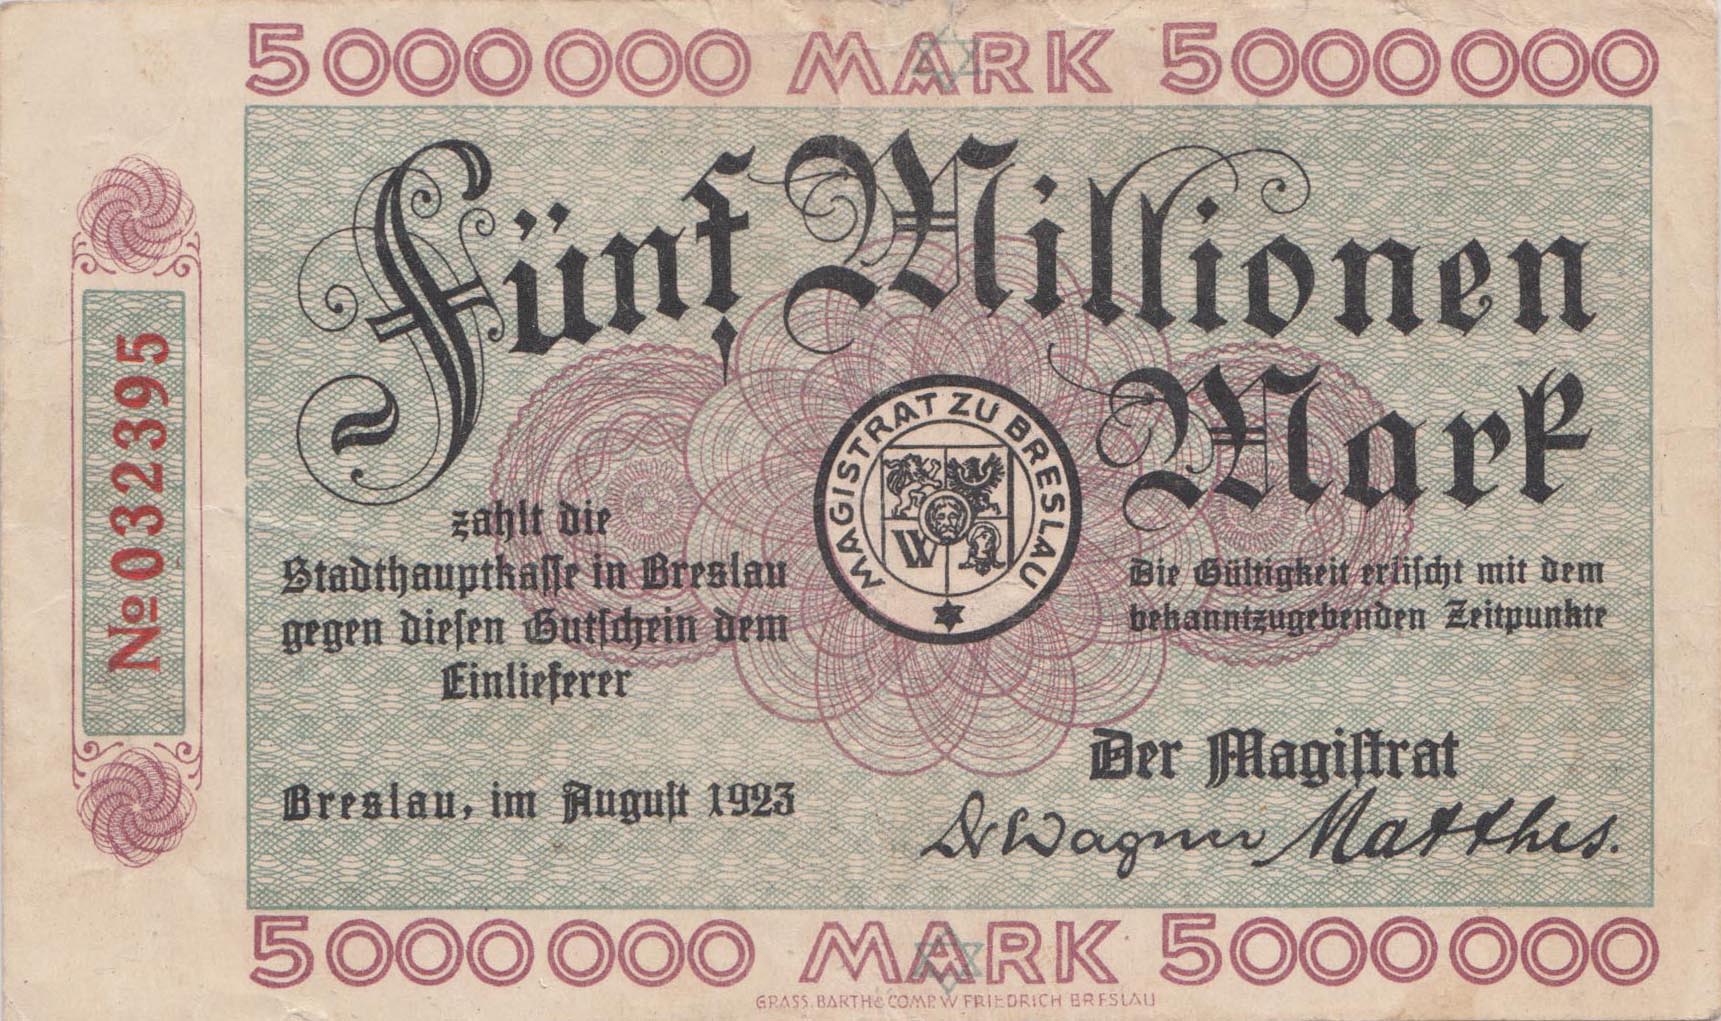 5000000 MARK 5000000
№ 032395
Fünf Millionen
Mark
MAGISTRAT ZU BRESLAU
W
zahlt die
Stadthauptkasse in Breslau
gegen diesen Gutschein dem
Einlieferer
Die Gültigkeit erlischt mit dem
bekanntzugebenden Zeitpunkte
Breslau, im August 1923
Der Magistrat
Dr Wagner Matthes.
5000000 MARK 5000000
GRASS, BARTH & COMP. W FRIEDRICH BRESLAU